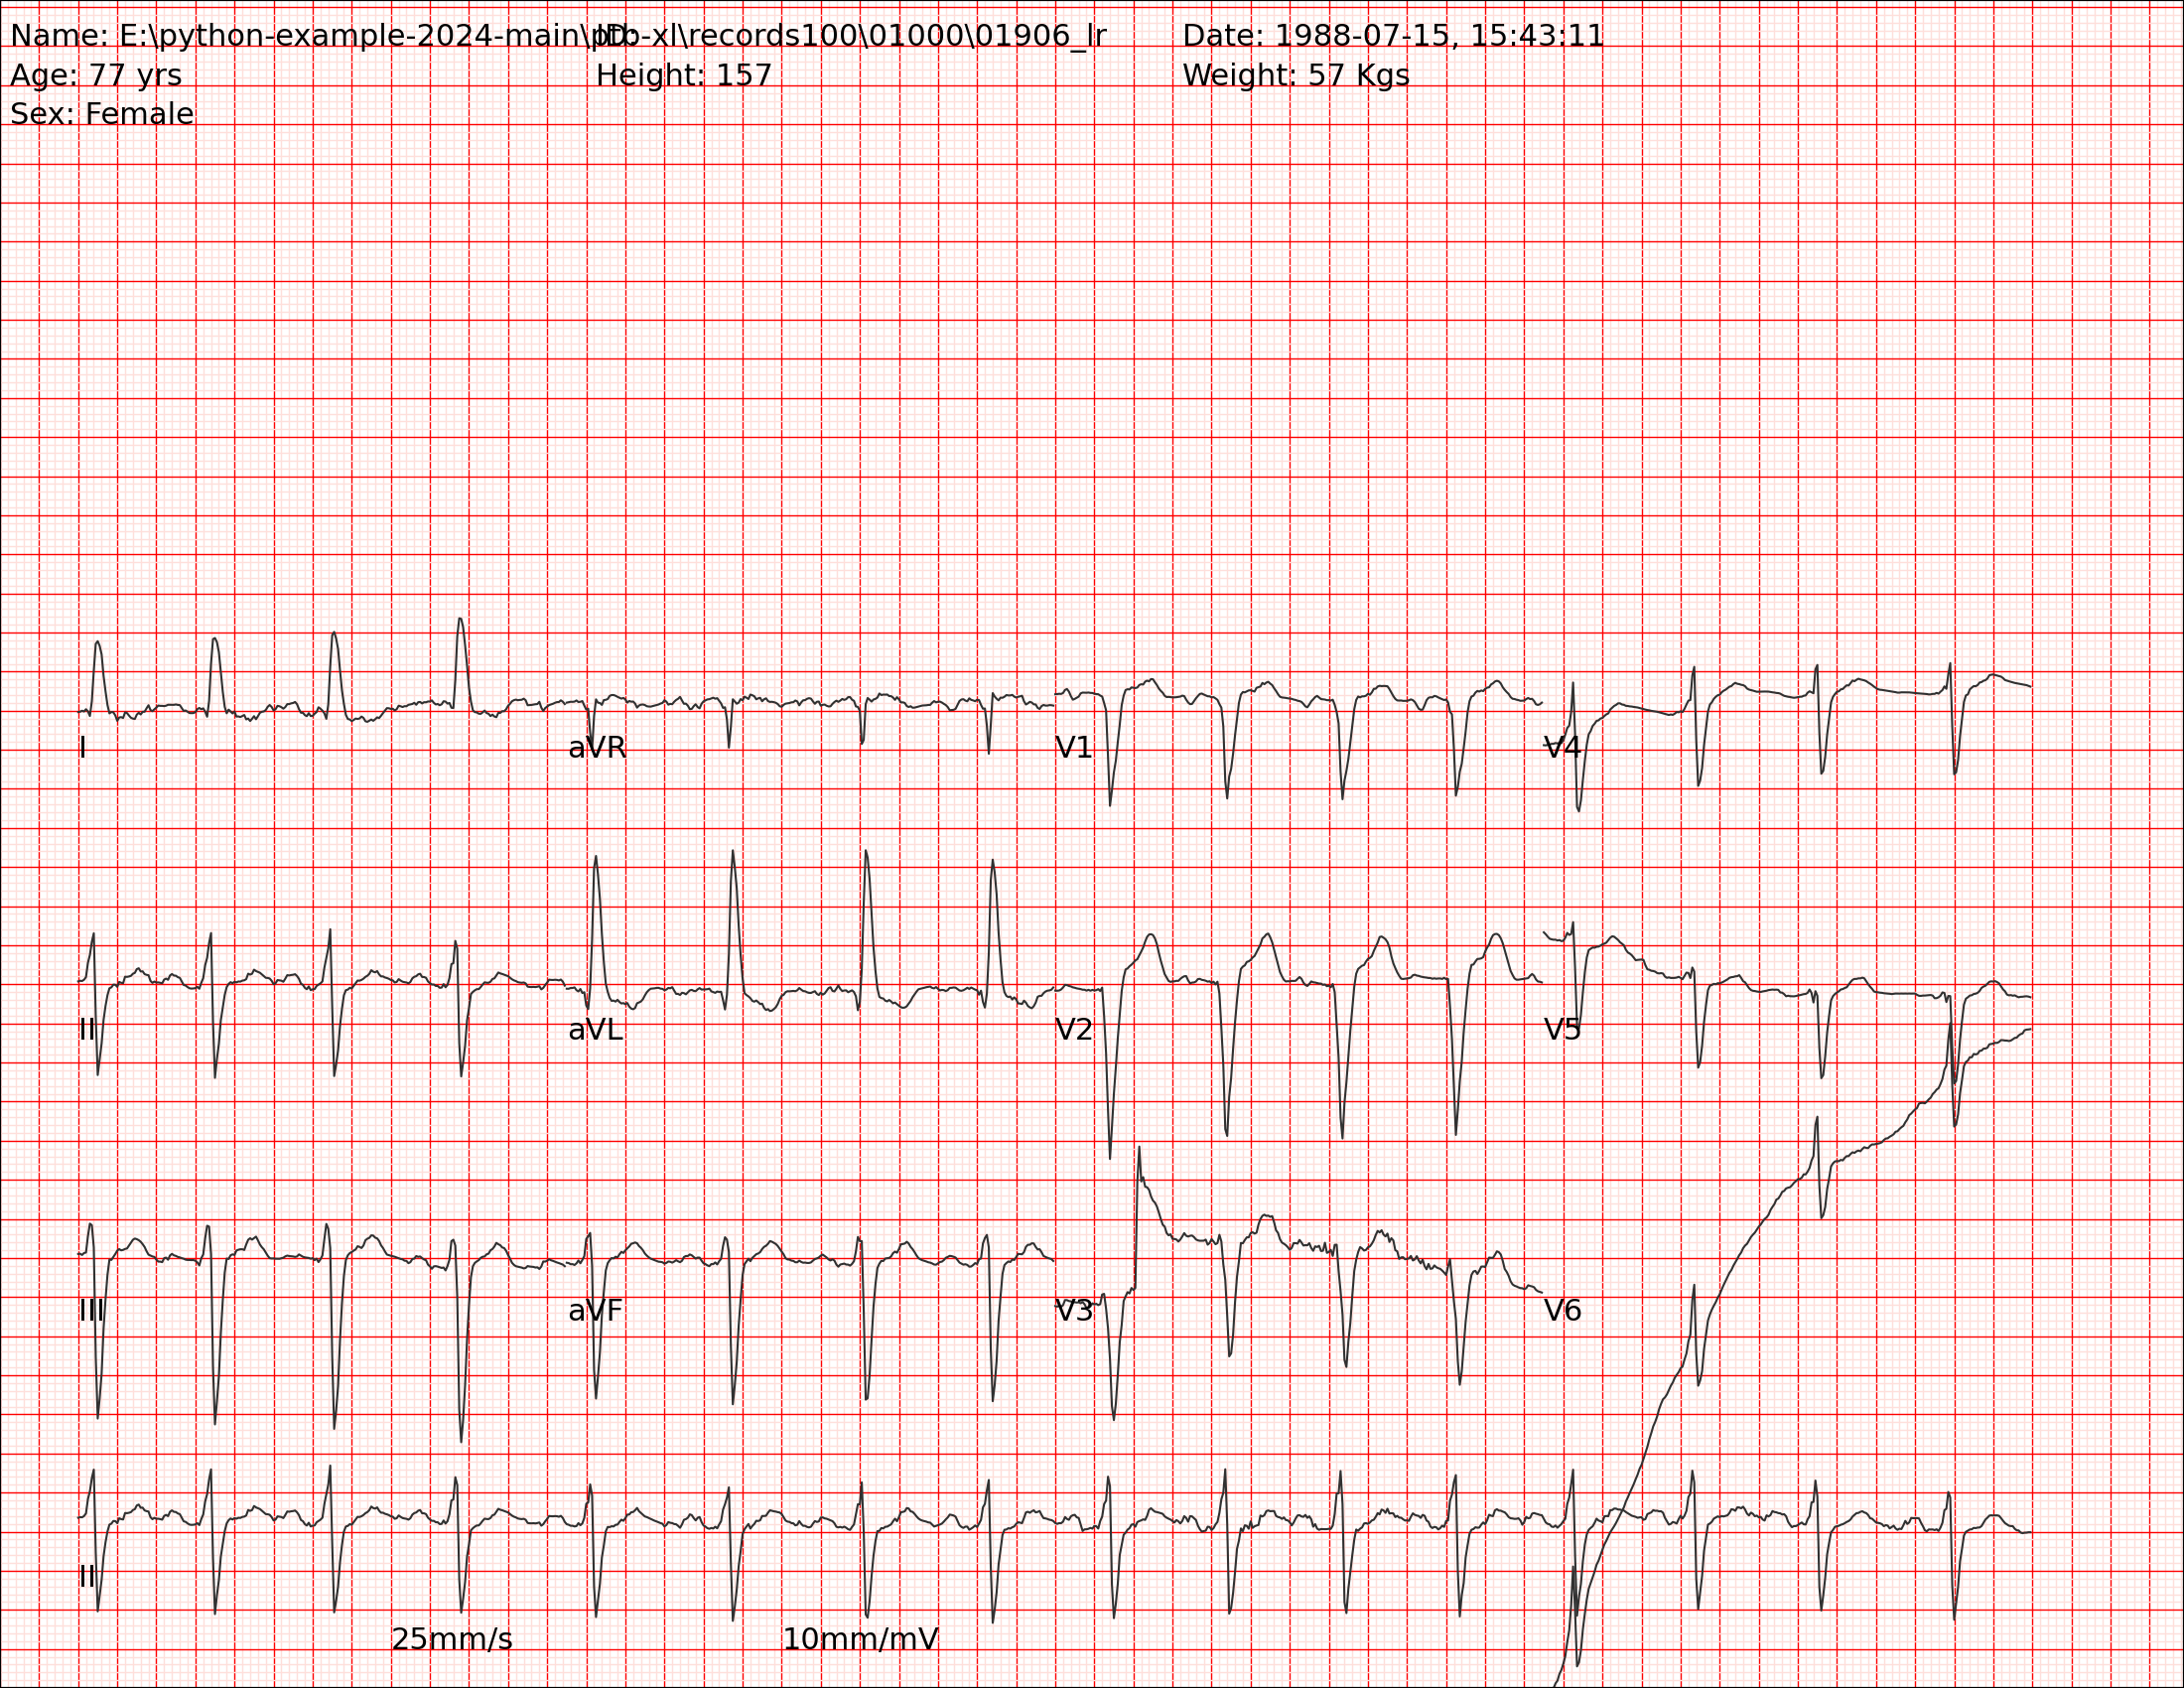 Name: E:\python-example-2024-main\ptb-xl\records100\01000\01906_lr ID: Date: 1988-07-15, 15:43:11
Age: 77 yrs Height: 157 Weight: 57 Kgs
Sex: Female
I aVR V1 V4
II aVL V2 V5
III aVF V3 V6
II
25mm/s 10mm/mV